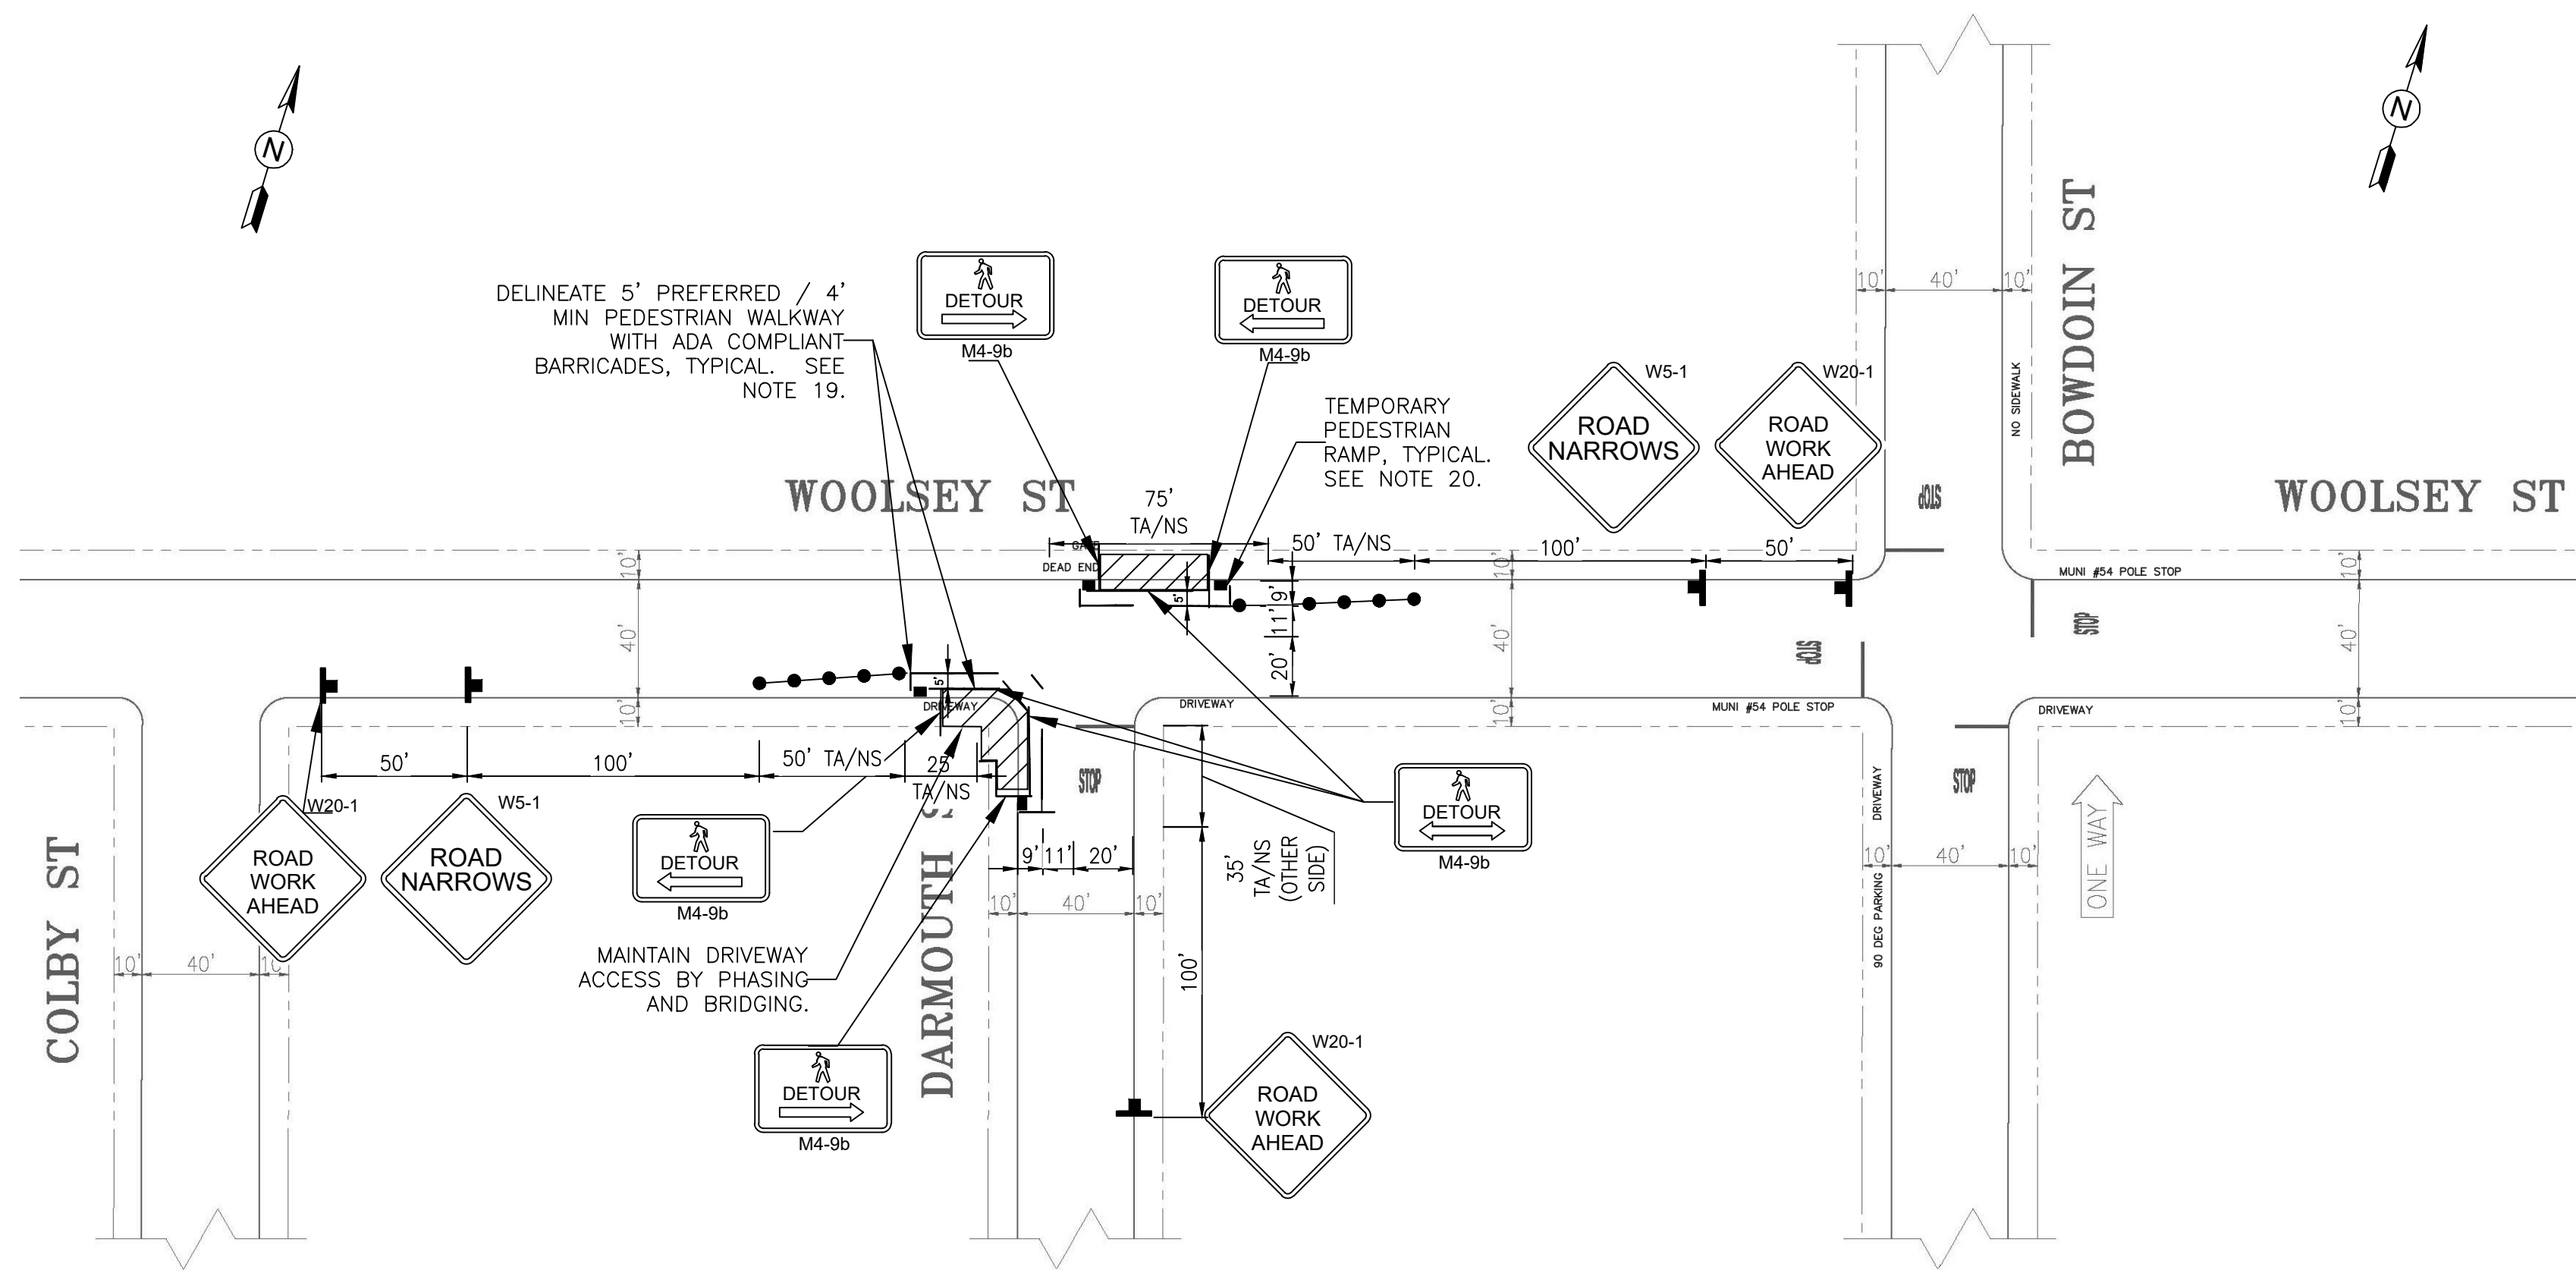 N
N
DELINEATE 5' PREFERRED / 4'
MIN PEDESTRIAN WALKWAY
WITH ADA COMPLIANT
BARRICADES, TYPICAL. SEE
NOTE 19.
DETOUR
M4-9b
DETOUR
M4-9b
TEMPORARY
PEDESTRIAN
RAMP, TYPICAL.
SEE NOTE 20.
W5-1
ROAD
NARROWS
W20-1
ROAD
WORK
AHEAD
10'
40'
10'
NO SIDEWALK
BOWDOIN ST
STOP
WOOLSEY ST
WOOLSEY ST
75'
TA/NS
50' TA/NS
100'
50'
DEAD END
10'
10'
10'
MUNI #54 POLE STOP
5'
9'
11'
20'
40'
40'
40'
STOP
STOP
5'
10'
DRIVEWAY
DRIVEWAY
10'
MUNI #54 POLE STOP
DRIVEWAY
10'
50'
100'
50' TA/NS
25'
TA/NS
STOP
STOP
W20-1
ROAD
WORK
AHEAD
W5-1
ROAD
NARROWS
DETOUR
M4-9b
DETOUR
M4-9b
9'
11'
20'
35'
TA/NS
(OTHER
SIDE)
10'
40'
10'
DRIVEWAY
90 DEG PARKING
ONE WAY
COLBY ST
10'
40'
DARMOUTH
10'
40'
10'
MAINTAIN DRIVEWAY
ACCESS BY PHASING
AND BRIDGING.
100'
DETOUR
M4-9b
W20-1
ROAD
WORK
AHEAD